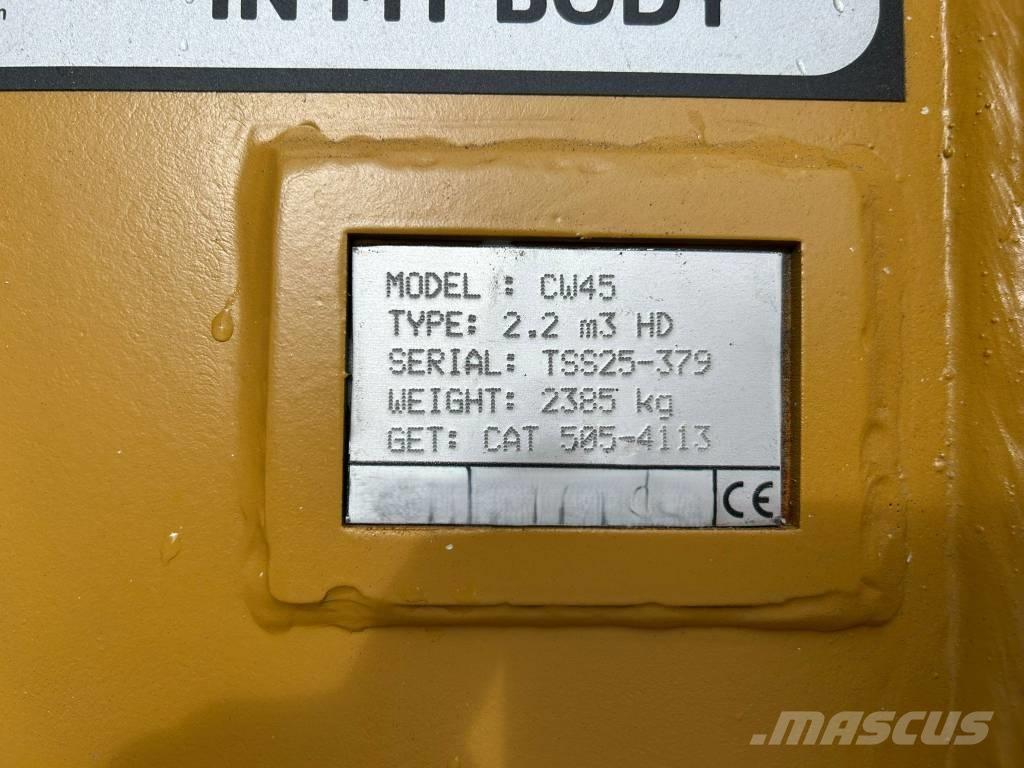 IN MY BODY
MODEL : CW45
TYPE: 2.2 m3 HD
SERIAL: TSS25-379
WEIGHT: 2385 kg
GET: CAT 505-4113
CE
MASCUS